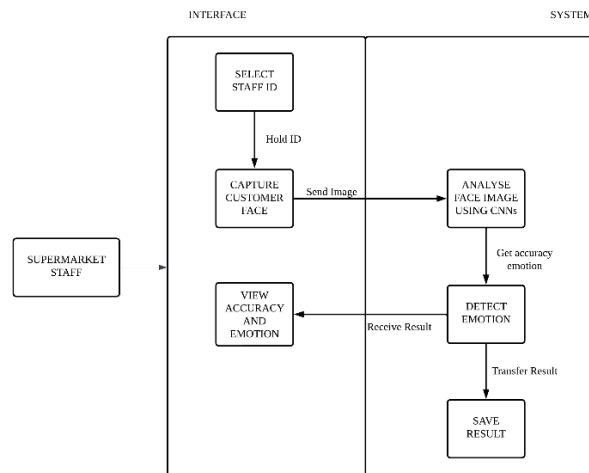 INTERFACE
SYSTEM
SELECT
STAFF ID
Hold ID
CAPTURE
CUSTOMER
FACE
Send Image
ANALYSE
FACE IMAGE
USING CNNs
Get accuracy
emotion
SUPERMARKET
STAFF
VIEW
ACCURACY
AND
EMOTION
Receive Result
DETECT
EMOTION
Transfer Result
SAVE
RESULT